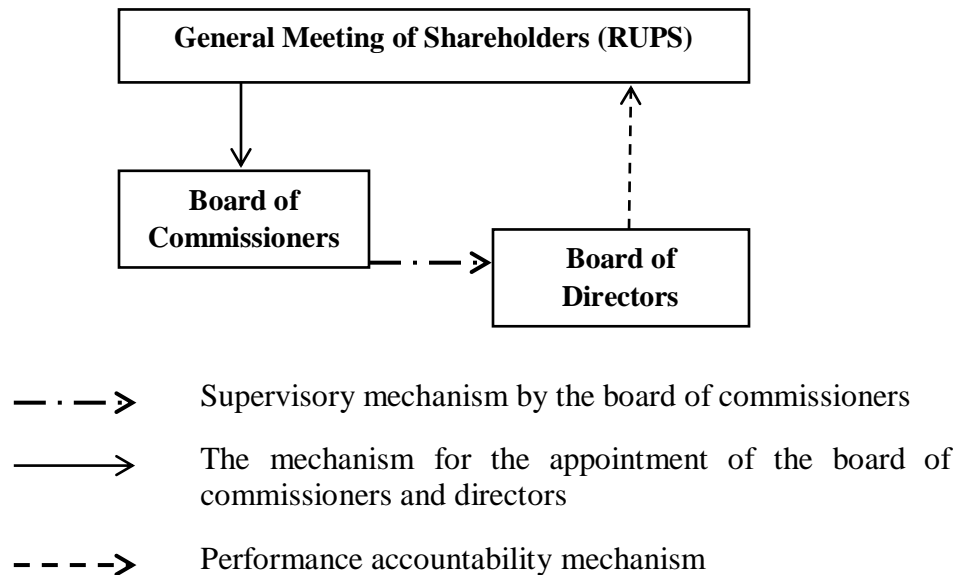 General Meeting of Shareholders (RUPS)
Board of
Commissioners
Board of
Directors
Supervisory mechanism by the board of commissioners
The mechanism for the appointment of the board of
commissioners and directors
Performance accountability mechanism